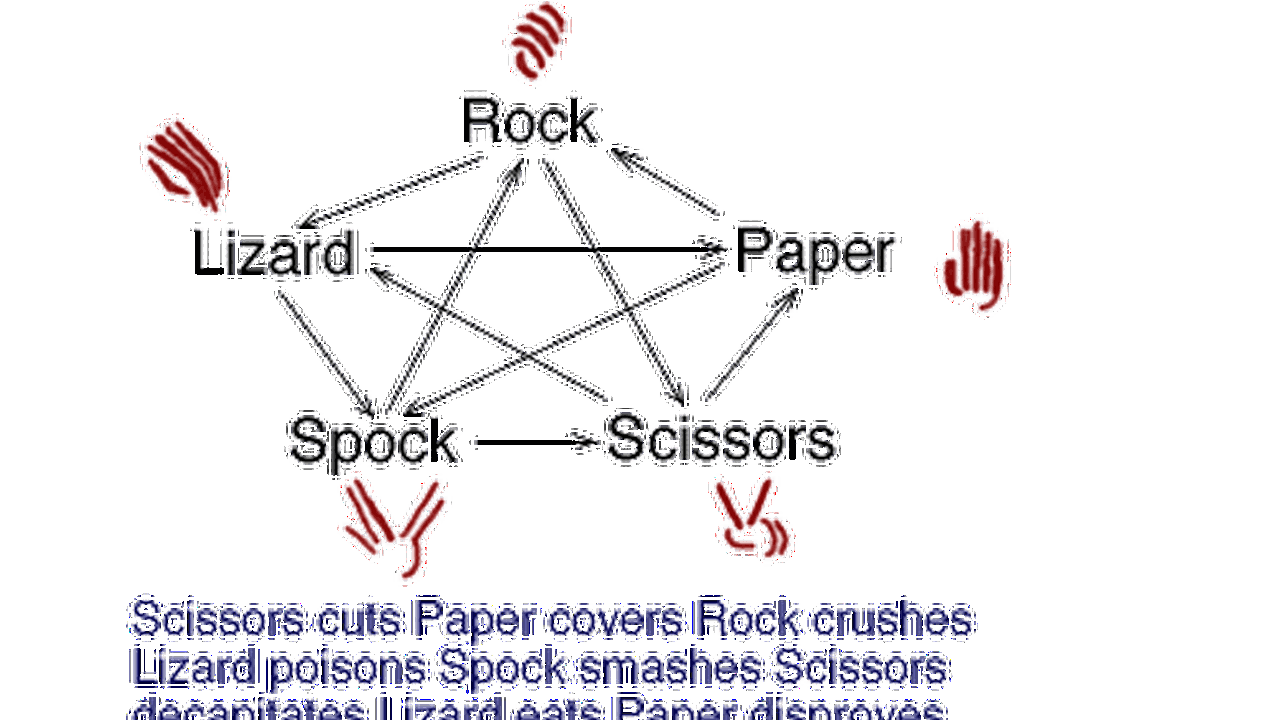 Rock
Lizard Paper
Spock Scissors
Scissors cuts Paper covers Rock crushes
Lizard poisons Spock smashes Scissors
decapitates Lizard eats Paper disproves